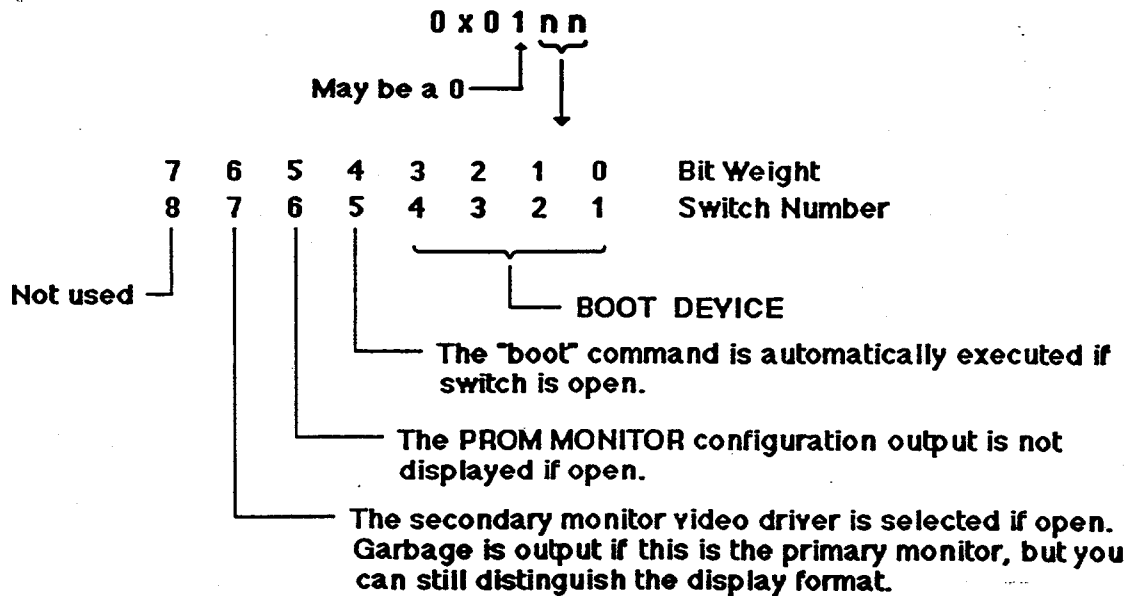 0 x 0 1 n n
May be a 0
7 6 5 4 3 2 1 0 Bit Weight
8 7 6 5 4 3 2 1 Switch Number
Not used
BOOT DEVICE
The "boot" command is automatically executed if
switch is open.
The PROM MONITOR configuration output is not
displayed if open.
The secondary monitor video driver is selected if open.
Garbage is output if this is the primary monitor, but you
can still distinguish the display format.